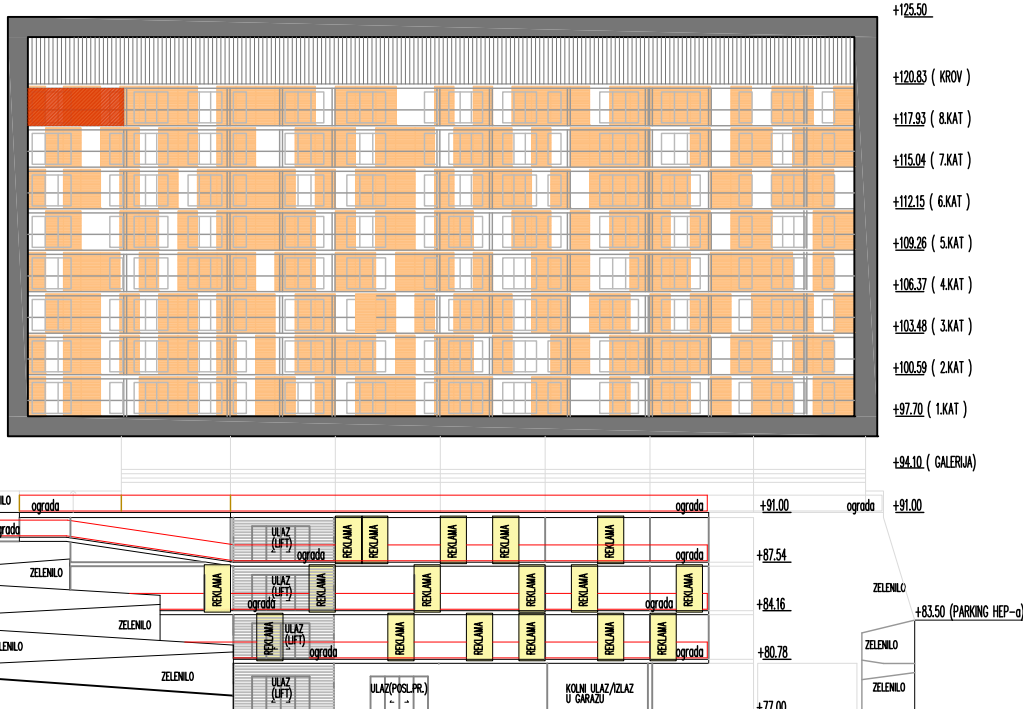 +125.50
+120.83 ( KROV )
+117.93 ( 8.KAT )
+115.04 ( 7.KAT )
+112.15 ( 6.KAT )
+109.26 ( 5.KAT )
+106.37 ( 4.KAT )
+103.48 ( 3.KAT )
+100.59 ( 2.KAT )
+97.70 ( 1.KAT )
+94.10 ( GALERIJA)
ILO
ograda
ograda
+91.00
ograda
+91.00
grada
ULAZ
(LIFT)
ograda
REKLAMA
REKLAMA
REKLAMA
REKLAMA
REKLAMA
ograda
+87.54
ZELENILO
REKLAMA
ULAZ
(LIFT)
ograda
REKLAMA
REKLAMA
REKLAMA
REKLAMA
REKLAMA
ograda
+84.16
ZELENILO
+83.50 (PARKING HEP-a)
ZELENILO
REKLAMA
ULAZ
(LIFT)
ograda
REKLAMA
REKLAMA
REKLAMA
REKLAMA
REKLAMA
ograda
+80.78
ZELENILO
LENILO
ZELENILO
ULAZ
(LIFT)
ULAZ(POSL.PR.)
KOLNI ULAZ/IZLAZ
U GARAZU
ZELENILO
+77.00